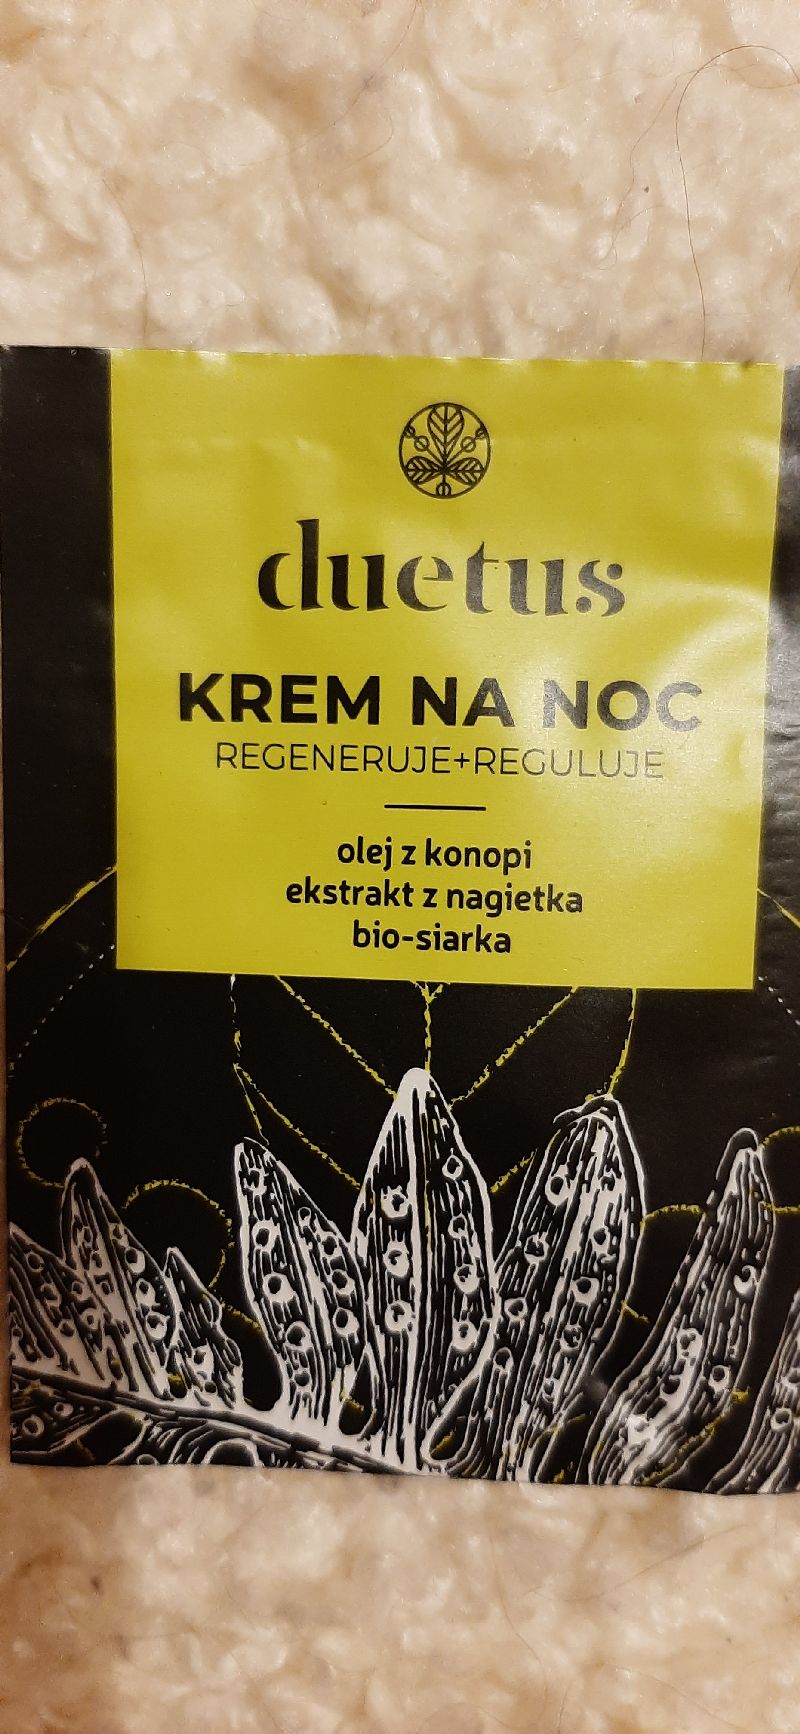 duetus
KREM NA NOC
REGENERUJE+REGULUJE
olej z konopi
ekstrakt z nagietka
bio-siarka